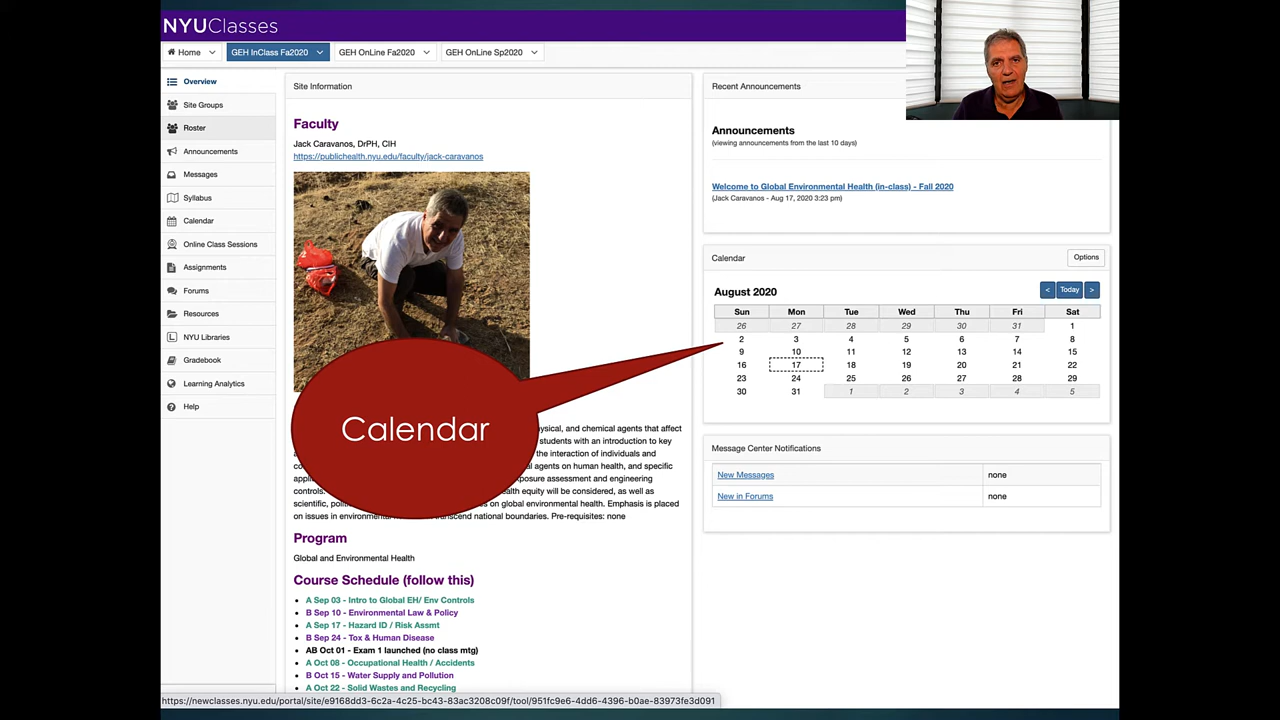 NYUClasses
Home
GEH InClass Fa2020
GEH OnLine Fa2020
GEH OnLine Sp2020
Overview
Site Groups
Roster
Announcements
Messages
Syllabus
Calendar
Online Class Sessions
Assignments
Forums
Resources
NYU Libraries
Gradebook
Learning Analytics
Help
Site Information
Faculty
Jack Caravanos, DrPH, CIH
https://publichealth.nyu.edu/faculty/jack-caravanos
Calendar
ysical, and chemical agents that affect
students with an introduction to key
the interaction of individuals and
al agents on human health, and specific
posure assessment and engineering
controls. ealth equity will be considered, as well as
scientific, es on global environmental health. Emphasis is placed
on issues in transcend national boundaries. Pre-requisites: none
Program
Global and Environmental Health
Course Schedule (follow this)
A Sep 03 - Intro to Global EH/ Env Controls
B Sep 10 - Environmental Law & Policy
A Sep 17 - Hazard ID / Risk Assmt
B Sep 24 - Tox & Human Disease
AB Oct 01 - Exam 1 launched (no class mtg)
A Oct 08 - Occupational Health / Accidents
B Oct 15 - Water Supply and Pollution
A Oct 22 - Solid Wastes and Recycling
https://newclasses.nyu.edu/portal/site/e9168dd3-6c2a-4c25-bc43-83ac3208c09f/tool/951fc9e6-4dd6-4396-b0ae-83973fe3d091
Recent Announcements
Announcements
(viewing announcements from the last 10 days)
Welcome to Global Environmental Health (in-class) - Fall 2020
(Jack Caravanos - Aug 17, 2020 3:23 pm)
Calendar
Options
August 2020
< Today >
Sun Mon Tue Wed Thu Fri Sat
26 27 28 29 30 31 1
2 3 4 5 6 7 8
9 10 11 12 13 14 15
16 17 18 19 20 21 22
23 24 25 26 27 28 29
30 31 1 2 3 4 5
Message Center Notifications
New Messages none
New in Forums none